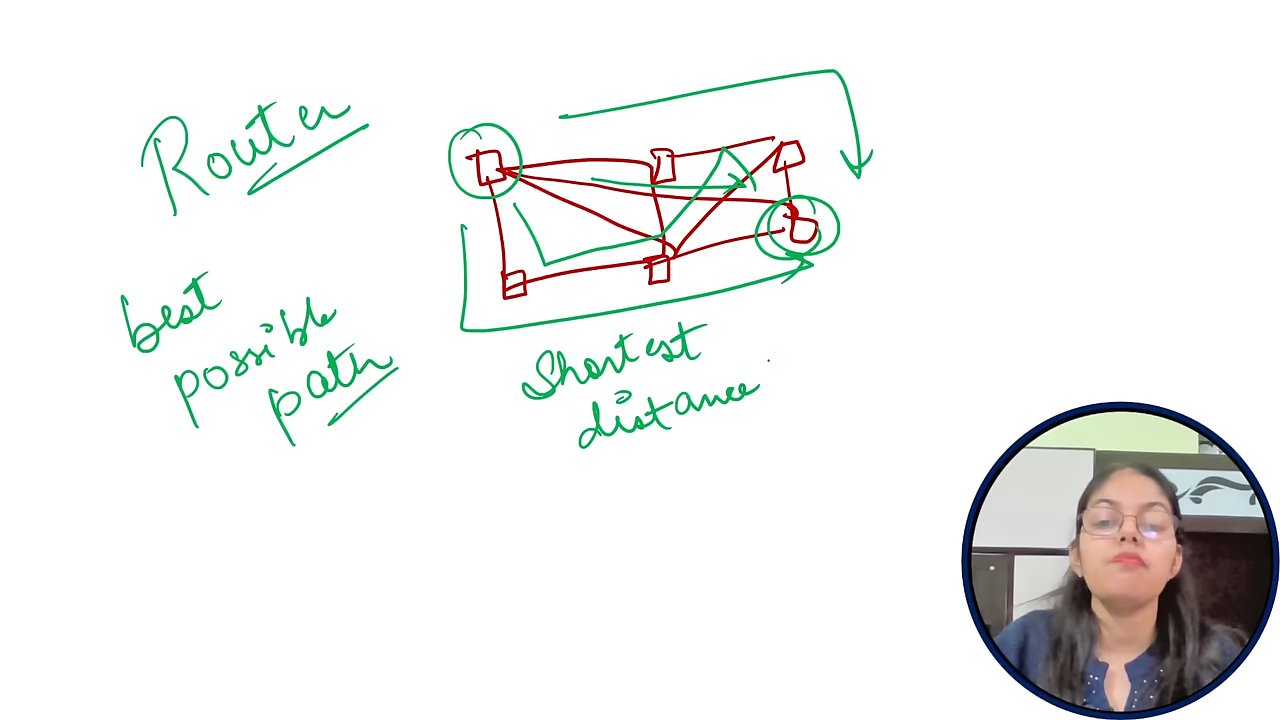 Router
best
possible
path
Shortest
distance